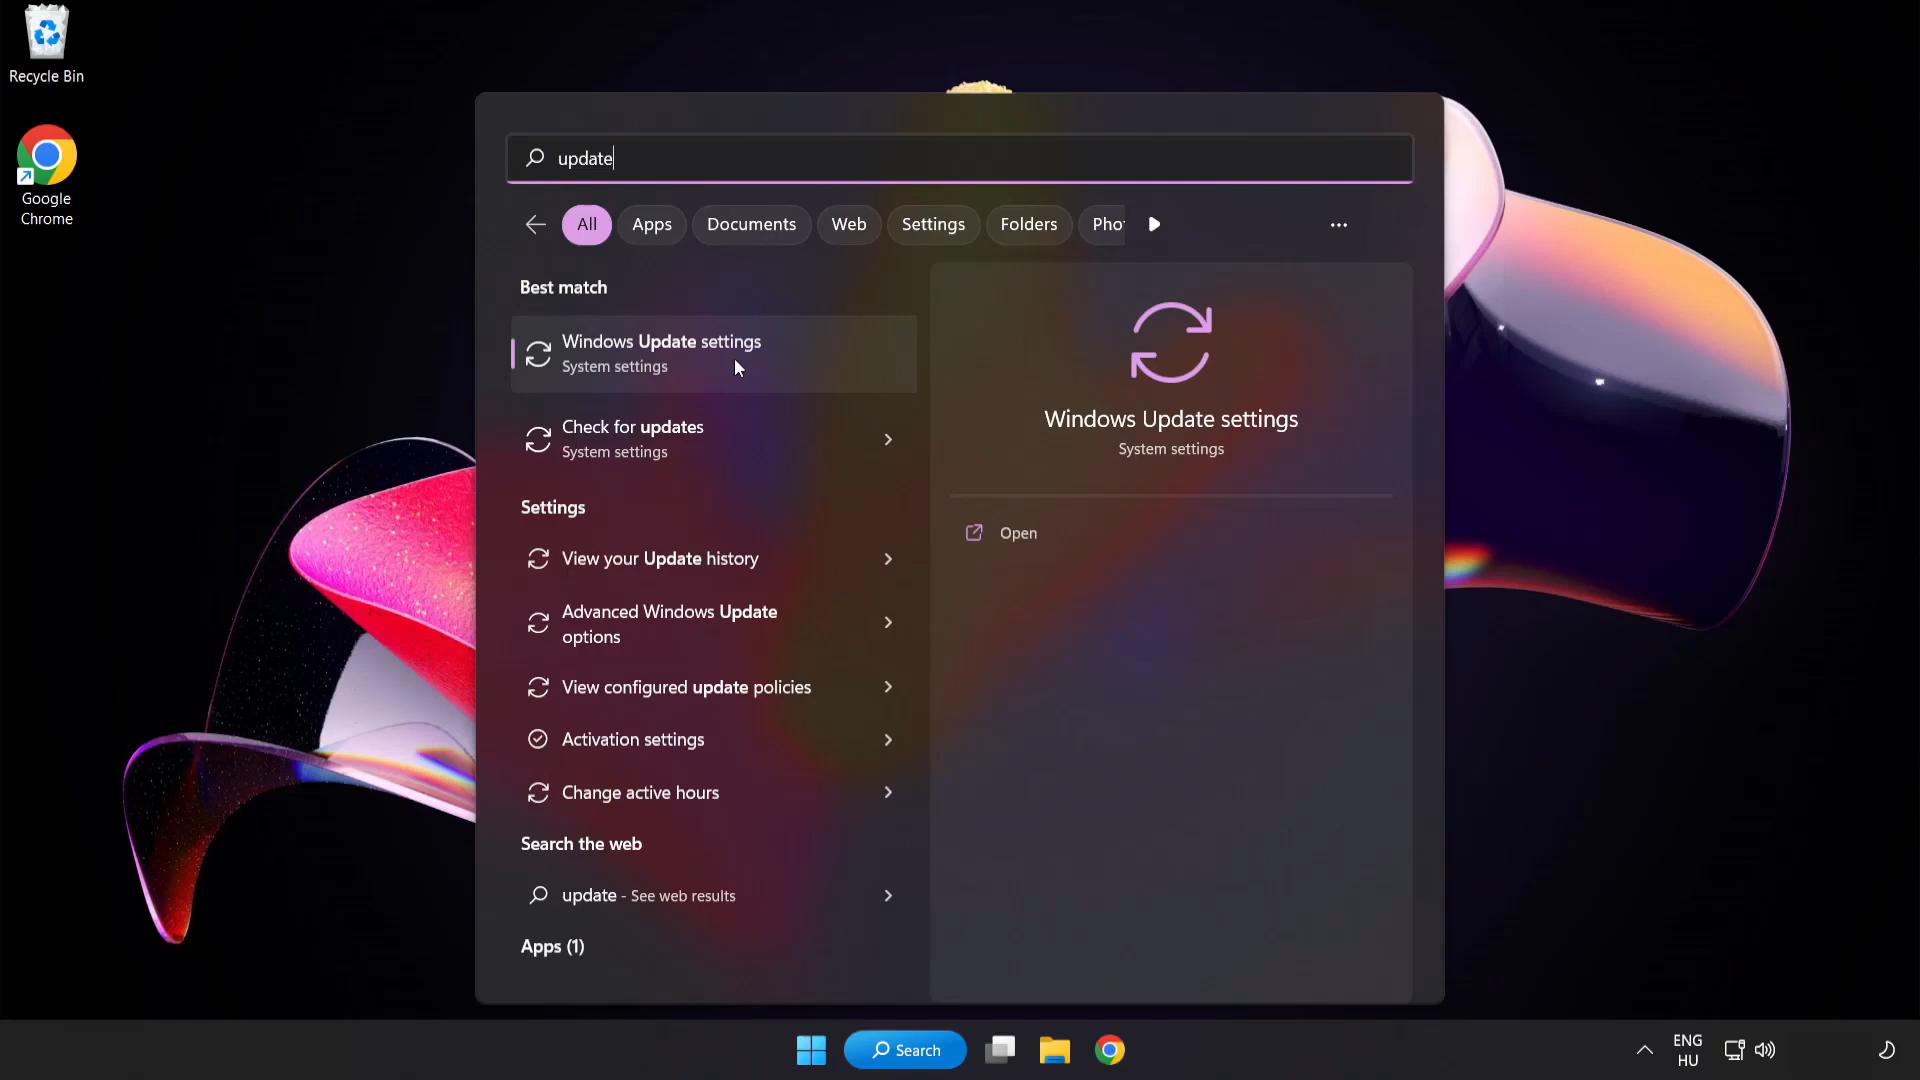 Recycle Bin
Google
Chrome
update
All
Apps
Documents
Web
Settings
Folders
Pho
...
Best match
Windows Update settings
System settings
Check for updates
System settings
Settings
View your Update history
Advanced Windows Update
options
View configured update policies
Activation settings
Change active hours
Search the web
update - See web results
Apps (1)
Windows Update settings
System settings
Open
Search
ENG
HU